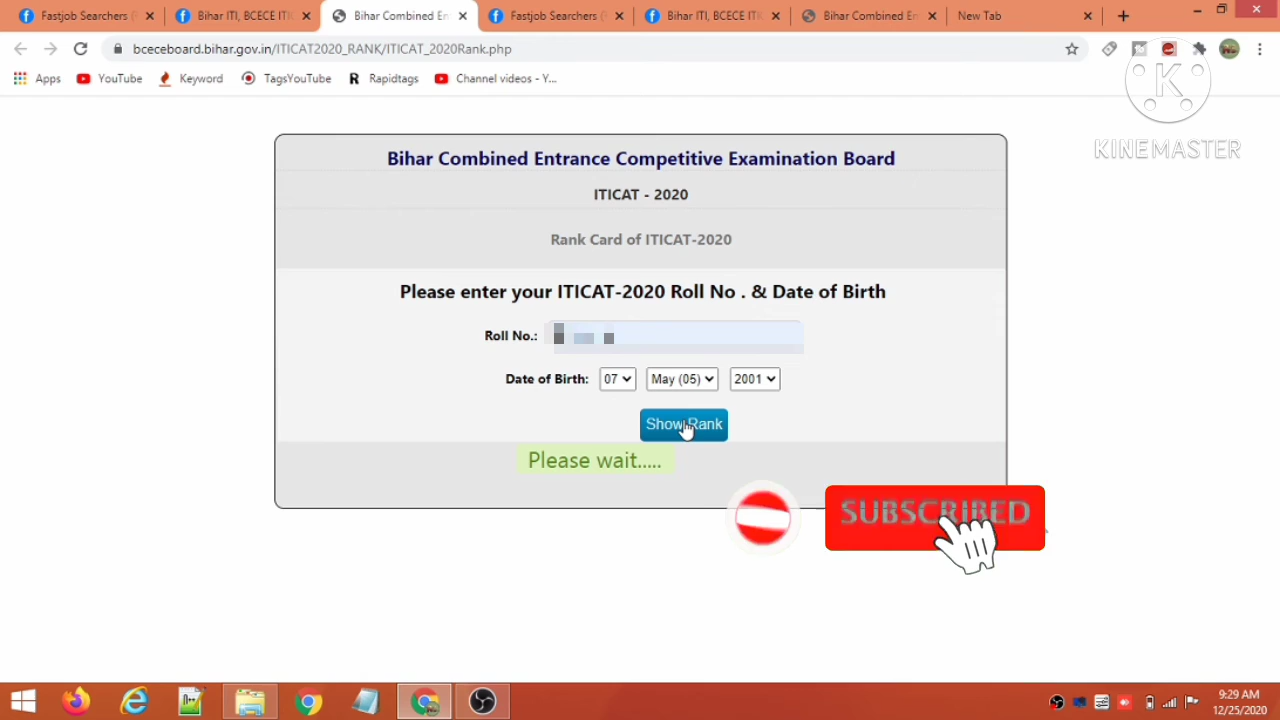 Fastjob Searchers (
Bihar ITI, BCECE ITICA
Bihar Combined En
Fastjob Searchers (
Bihar ITI, BCECE ITICA
Bihar Combined En
New Tab
bceceboard.bihar.gov.in/ITICAT2020_RANK/ITICAT_2020Rank.php
Apps
YouTube
Keyword
TagsYouTube
R Rapidtags
Channel videos - Y...
K
KINEMASTER
Bihar Combined Entrance Competitive Examination Board
ITICAT - 2020
Rank Card of ITICAT-2020
Please enter your ITICAT-2020 Roll No . & Date of Birth
Roll No.:
Date of Birth: 07 May (05) 2001
Show Rank
Please wait.....
SUBSCRIBED
9:29 AM
12/25/2020